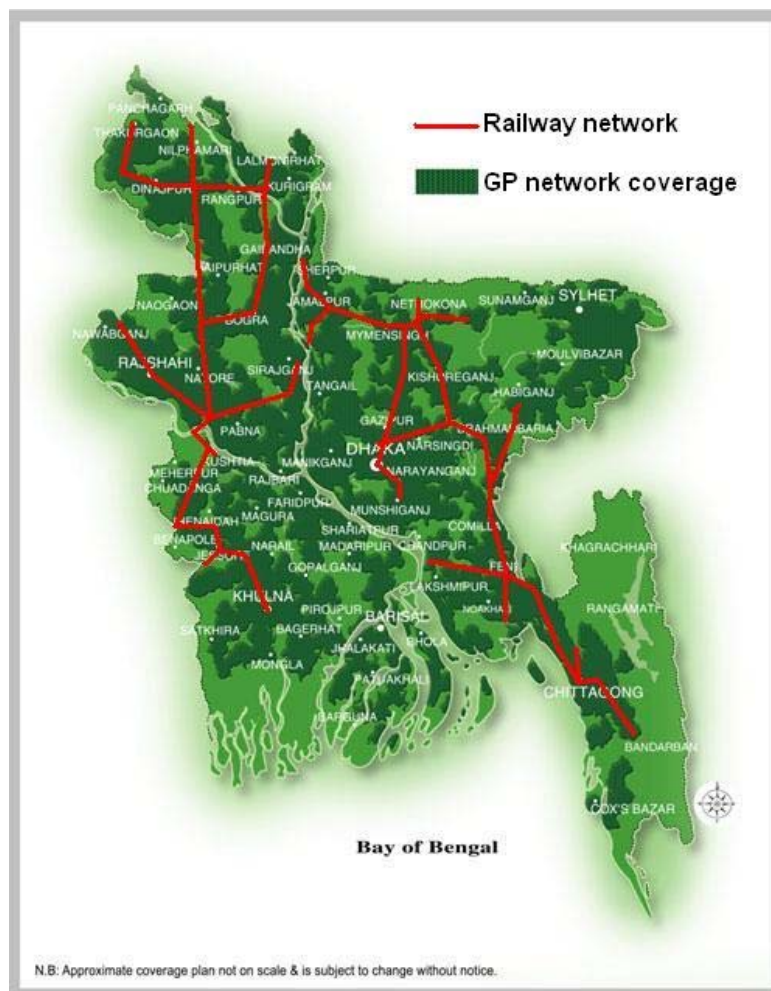 PANCHAGARH
THAKURGAON
NILPHAMARI
LALMONIRHAT
DINAJPUR
RANGPUR
KURIGRAM
GAIBANDHA
SHERPUR
JAMALPUR
NETROKONA
SUNAMGANJ
SYLHET
NAOGAON
BOGRA
NAWABGANJ
MYMENSINGH
MOULVIBAZAR
RAJSHAHI
NATORE
SIRAJGANJ
TANGAIL
KISHOREGANJ
HABIGANJ
PABNA
GAZIPUR
BRAHMANBARIA
DHAKA
NARSINGDI
KUSHTIA
MANIKGANJ
NARAYANGANJ
MEHERPUR
CHUADANGA
RAJBARI
FARIDPUR
MUNSHIGANJ
MAGURA
SHARIATPUR
COMILLA
BENAPOLE
NARAIL
MADARIPUR
CHANDPUR
KHAGRACHHARI
GOPALGANJ
FENI
LAKSHMIPUR
KHULNA
PIROJPUR
NOAKHALI
RANGAMATI
SATKHIRA
BAGERHAT
BARISAL
JHALAKATI
BHOLA
MONGLA
PATUAKHALI
CHITTAGONG
BARGUNA
BANDARBAN
COX'S BAZAR
Railway network
GP network coverage
Bay of Bengal
N.B: Approximate coverage plan not on scale & is subject to change without notice.